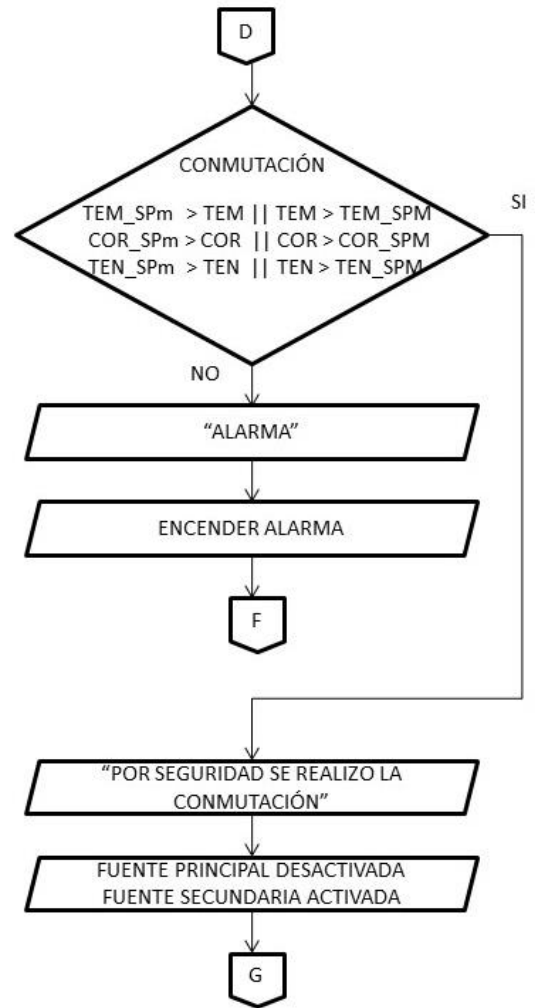 D
CONMUTACIÓN
TEM_SPm > TEM || TEM > TEM_SPM
COR_SPm > COR || COR > COR_SPM
TEN_SPm > TEN || TEN > TEN_SPM
SI
NO
“ALARMA”
ENCENDER ALARMA
F
“POR SEGURIDAD SE REALIZO LA
CONMUTACIÓN”
FUENTE PRINCIPAL DESACTIVADA
FUENTE SECUNDARIA ACTIVADA
G